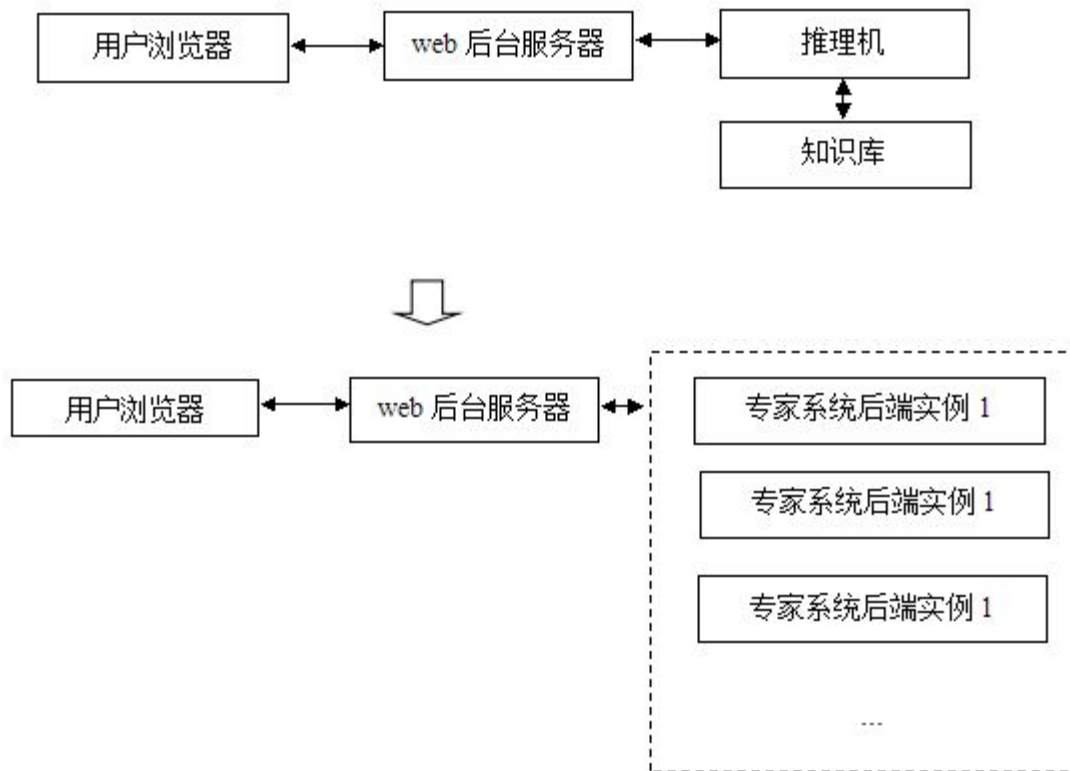 用户浏览器
web 后台服务器
推理机
知识库
用户浏览器
web 后台服务器
专家系统后端实例 1
专家系统后端实例 1
专家系统后端实例 1
...